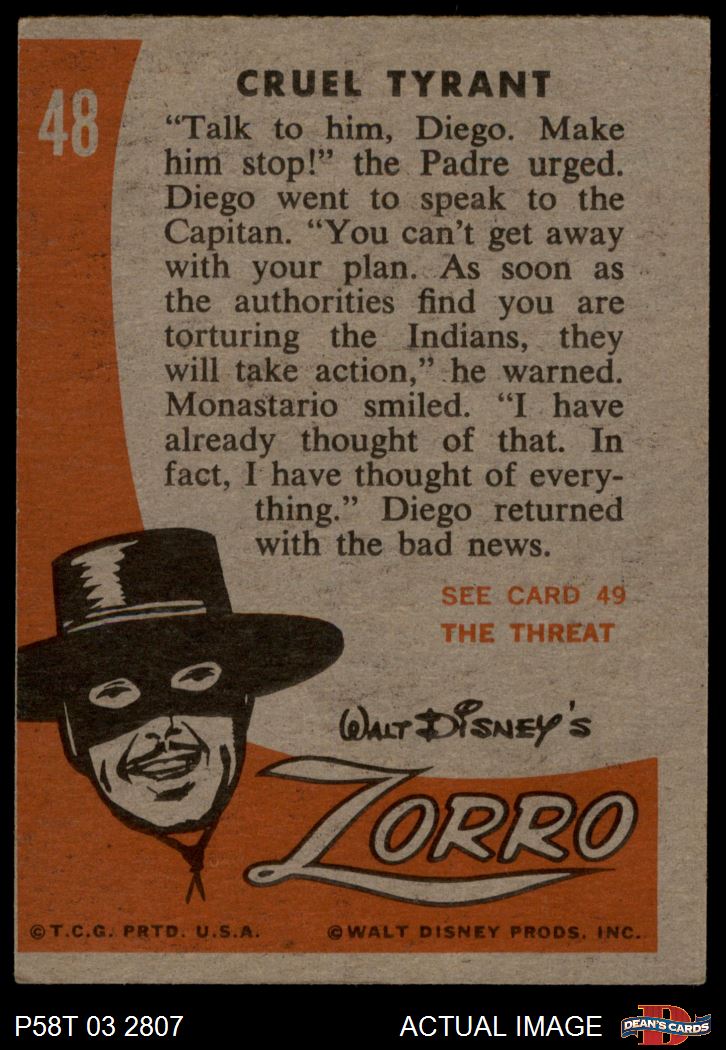 48
CRUEL TYRANT
“Talk to him, Diego. Make
him stop!” the Padre urged.
Diego went to speak to the
Capitan. “You can’t get away
with your plan. As soon as
the authorities find you are
torturing the Indians, they
will take action,” he warned.
Monastario smiled. “I have
already thought of that. In
fact, I have thought of every-
thing.” Diego returned
with the bad news.
SEE CARD 49
THE THREAT
WALT DISNEY’S
ZORRO
©T.C.G. PRTD. U.S.A.
©WALT DISNEY PRODS. INC.
P58T 03 2807
ACTUAL IMAGE
D
DEAN'S CARDS